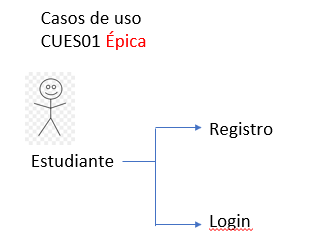 Casos de uso
CUES01 Épica
Registro
Estudiante
Login